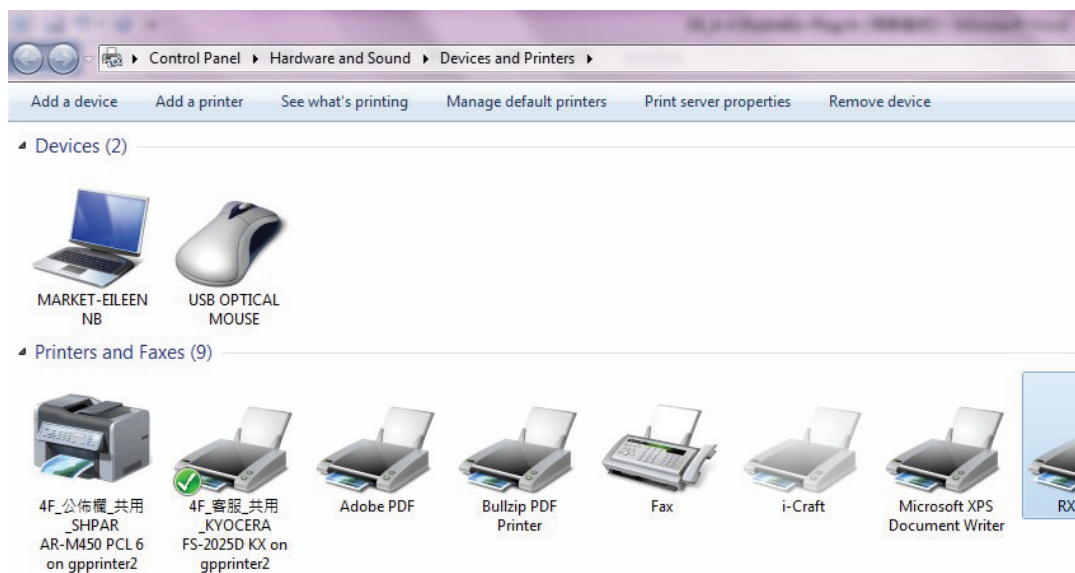 Control Panel ▸ Hardware and Sound ▸ Devices and Printers ▸
Add a device Add a printer See what's printing Manage default printers Print server properties Remove device
Devices (2)
MARKET-EILEEN
NB
USB OPTICAL
MOUSE
Printers and Faxes (9)
4F_公佈欄_共用
_SHPAR
AR-M450 PCL 6
on gpprinter2
4F_客服_共用
_KYOCERA
FS-2025D KX on
gpprinter2
Adobe PDF
Bullzip PDF
Printer
Fax
i-Craft
Microsoft XPS
Document Writer
RX